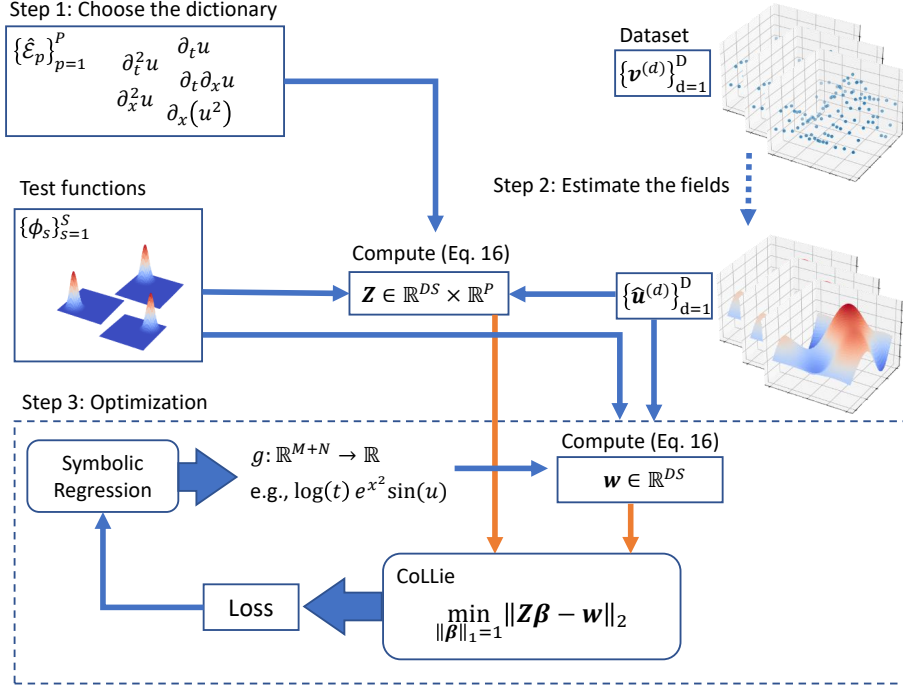 Step 1: Choose the dictionary
{Ê_p}_{p=1}^P
∂_t u
∂_t^2 u
∂_t ∂_x u
∂_x^2 u
∂_x(u^2)
Dataset
{v^(d)}_{d=1}^D
Step 2: Estimate the fields
Test functions
{ϕ_s}_{s=1}^S
Compute (Eq. 16)
Z ∈ ℝ^{DS} × ℝ^P
{û^(d)}_{d=1}^D
Step 3: Optimization
Symbolic
Regression
g: ℝ^{M+N} → ℝ
e.g., log(t) e^{x^2} sin(u)
Compute (Eq. 16)
w ∈ ℝ^{DS}
Loss
CoLLie
min_{‖β‖_1=1} ‖Zβ − w‖_2